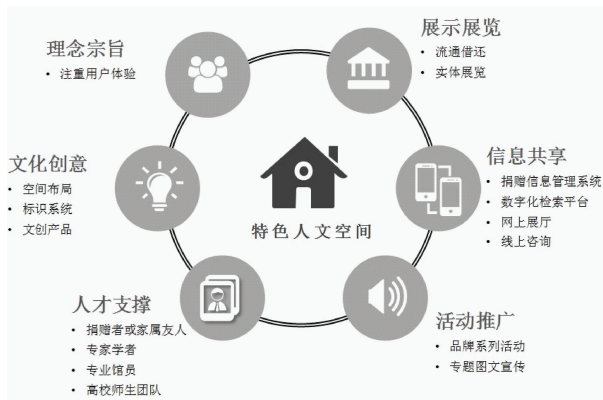 理念宗旨
• 注重用户体验
展示展览
• 流通借还
• 实体展览
文化创意
• 空间布局
• 标识系统
• 文创产品
特色人文空间
信息共享
• 捐赠信息管理系统
• 数字化检索平台
• 网上展厅
• 线上咨询
人才支撑
• 捐赠者或家属友人
• 专家学者
• 专业馆员
• 高校师生团队
活动推广
• 品牌系列活动
• 专题图文宣传